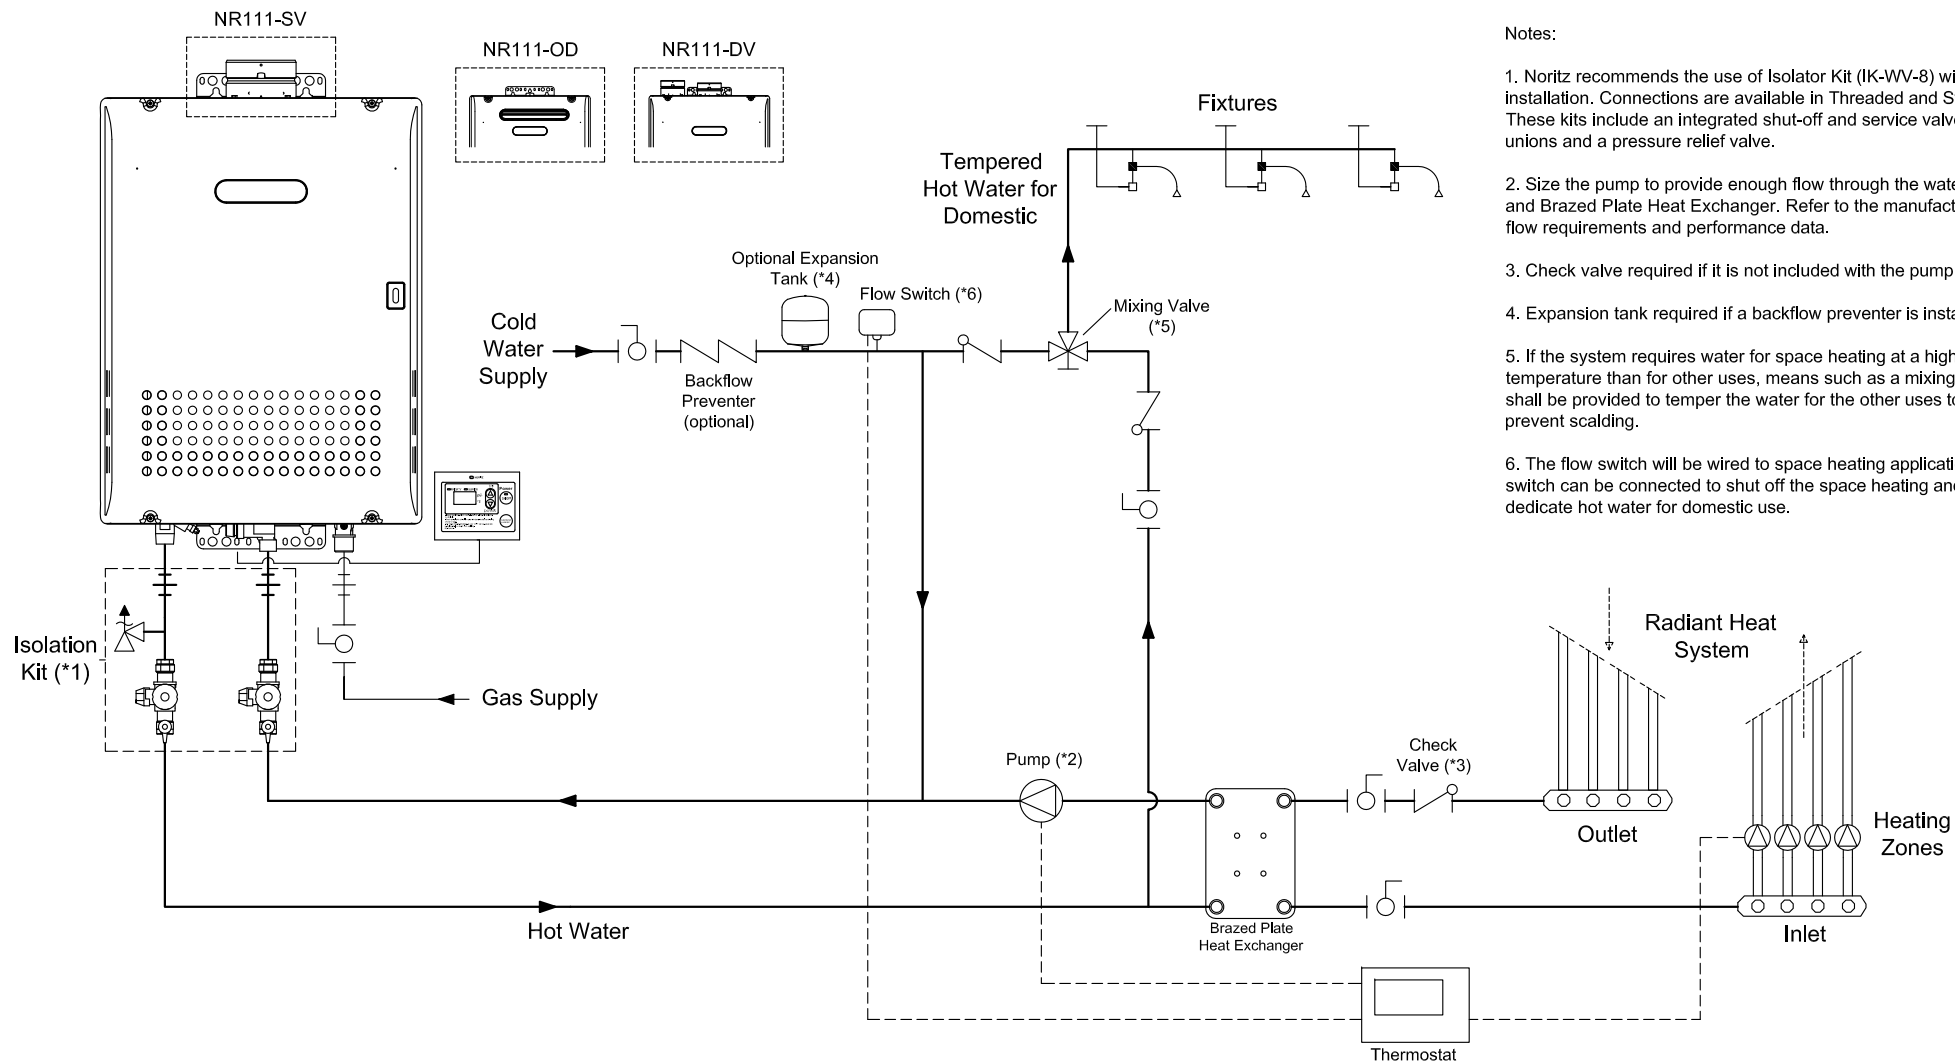 NR111-SV
NR111-OD
NR111-DV
Fixtures
Tempered
Hot Water for
Domestic
Optional Expansion
Tank (*4)
Flow Switch (*6)
Mixing Valve
(*5)
Cold
Water
Supply
Backflow
Preventer
(optional)
Isolation
Kit (*1)
Gas Supply
Pump (*2)
Check
Valve (*3)
Radiant Heat
System
Outlet
Heating
Zones
Inlet
Hot Water
Brazed Plate
Heat Exchanger
Thermostat
Notes:
1. Noritz recommends the use of Isolator Kit (IK-WV-8) wi
installation. Connections are available in Threaded and S
These kits include an integrated shut-off and service valv
unions and a pressure relief valve.
2. Size the pump to provide enough flow through the wate
and Brazed Plate Heat Exchanger. Refer to the manufact
flow requirements and performance data.
3. Check valve required if it is not included with the pump
4. Expansion tank required if a backflow preventer is insta
5. If the system requires water for space heating at a high
temperature than for other uses, means such as a mixing
shall be provided to temper the water for the other uses to
prevent scalding.
6. The flow switch will be wired to space heating applicati
switch can be connected to shut off the space heating and
dedicate hot water for domestic use.